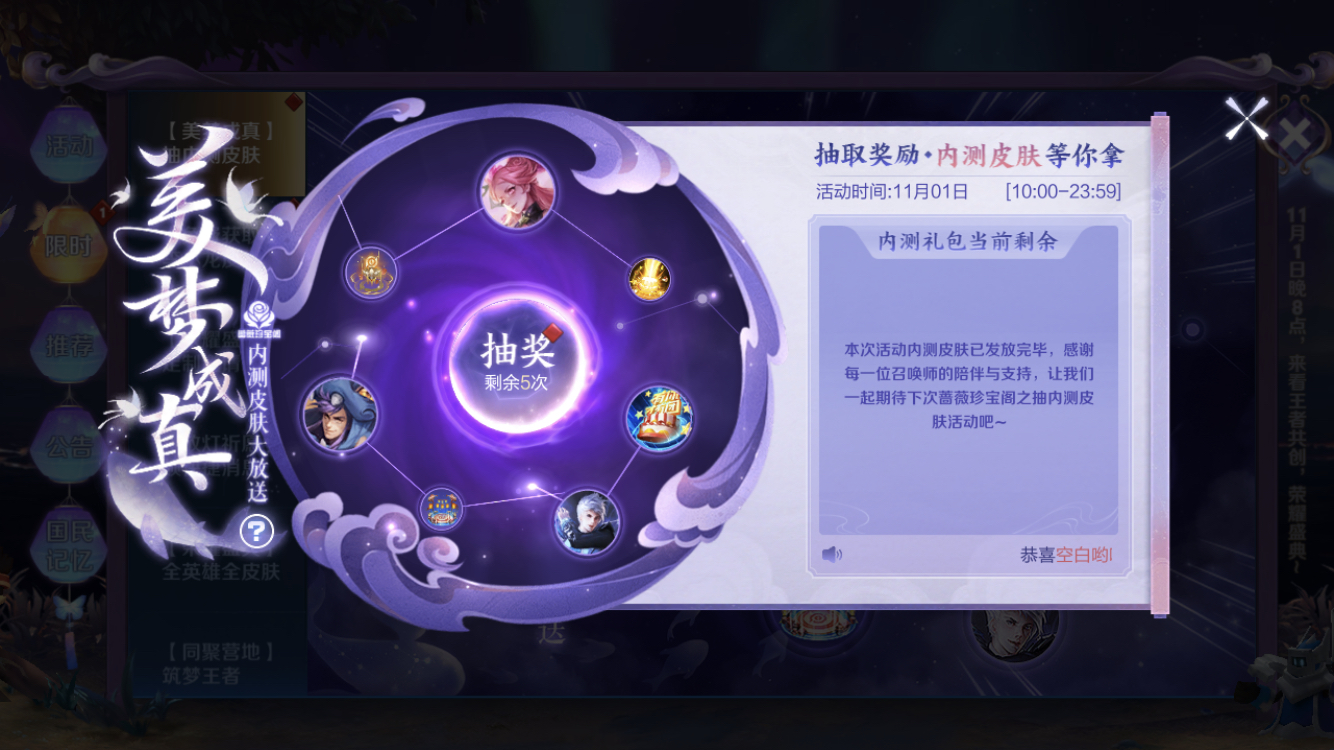 活动
限时
1
推荐
公告
国民
记忆
美梦成真
蔷薇珍宝阁
内测皮肤大放送
?
全英雄全皮肤
【同聚营地】
筑梦王者
抽奖
剩余5次
抽取奖励·内测皮肤等你拿
活动时间:11月01日 [10:00-23:59]
内测礼包当前剩余
本次活动内测皮肤已发放完毕，感谢
每一位召唤师的陪伴与支持，让我们
一起期待下次蔷薇珍宝阁之抽内测皮
肤活动吧~
恭喜空白哟
送
11月1日晚8点，来看王者共创，荣耀盛典~